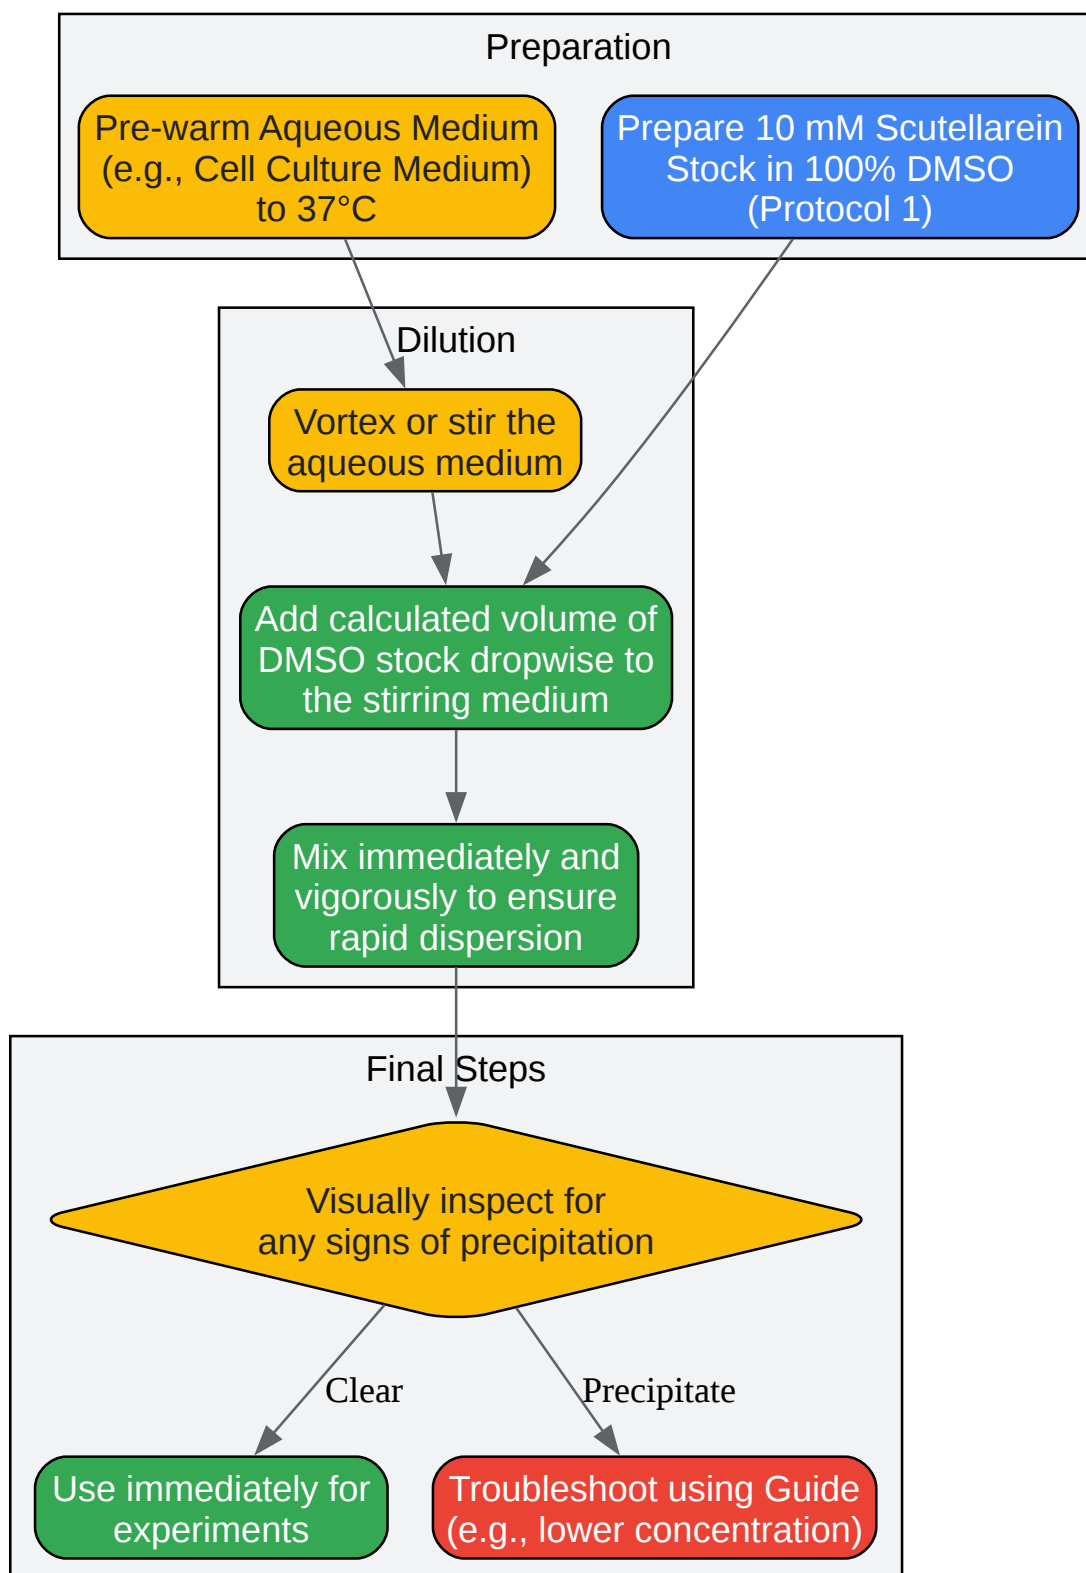 Preparation
Pre-warm Aqueous Medium
(e.g., Cell Culture Medium)
to 37°C
Prepare 10 mM Scutellarein
Stock in 100% DMSO
(Protocol 1)
Dilution
Vortex or stir the
aqueous medium
Add calculated volume of
DMSO stock dropwise to
the stirring medium
Mix immediately and
vigorously to ensure
rapid dispersion
Final Steps
Visually inspect for
any signs of precipitation
Clear
Precipitate
Use immediately for
experiments
Troubleshoot using Guide
(e.g., lower concentration)